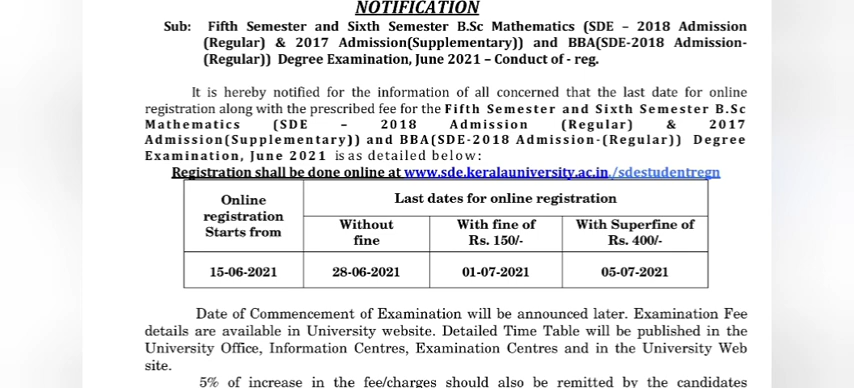 NOTIFICATION
Sub: Fifth Semester and Sixth Semester B.Sc Mathematics (SDE – 2018 Admission
(Regular) & 2017 Admission(Supplementary)) and BBA(SDE-2018 Admission-
(Regular)) Degree Examination, June 2021 – Conduct of - reg.
It is hereby notified for the information of all concerned that the last date for online
registration along with the prescribed fee for the Fifth Semester and Sixth Semester B.Sc
Mathematics (SDE – 2018 Admission (Regular) & 2017
Admission(Supplementary)) and BBA(SDE-2018 Admission-(Regular)) Degree
Examination, June 2021 is as detailed below:
Registration shall be done online at www.sde.keralauniversity.ac.in./sdestudentregn
Online
registration
Starts from
Last dates for online registration
Without
fine
With fine of
Rs. 150/-
With Superfine of
Rs. 400/-
15-06-2021 28-06-2021 01-07-2021 05-07-2021
Date of Commencement of Examination will be announced later. Examination Fee
details are available in University website. Detailed Time Table will be published in the
University Office, Information Centres, Examination Centres and in the University Web
site.
5% of increase in the fee/charges should also be remitted by the candidates